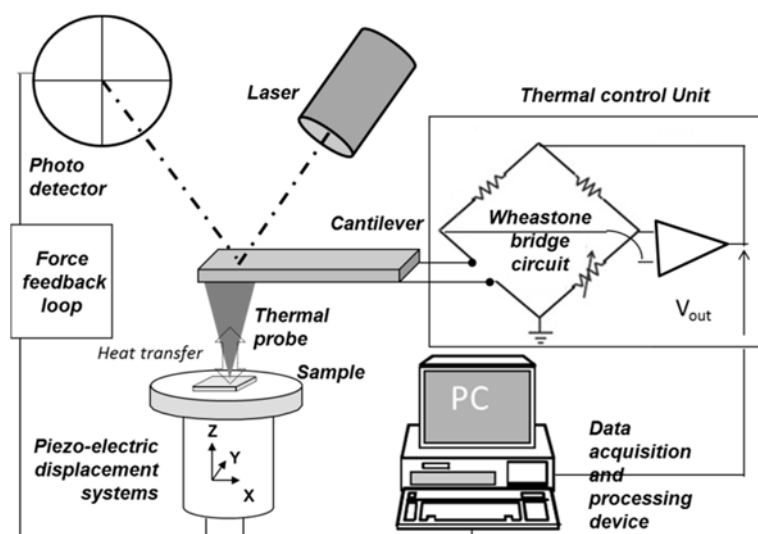 Laser
Thermal control Unit
Photo
detector
Cantilever
Wheastone
bridge
circuit
Force
feedback
loop
Thermal
probe
V out
Heat transfer
Sample
PC
Piezo-electric
displacement
systems
Z
Y
X
Data
acquisition
and
processing
device